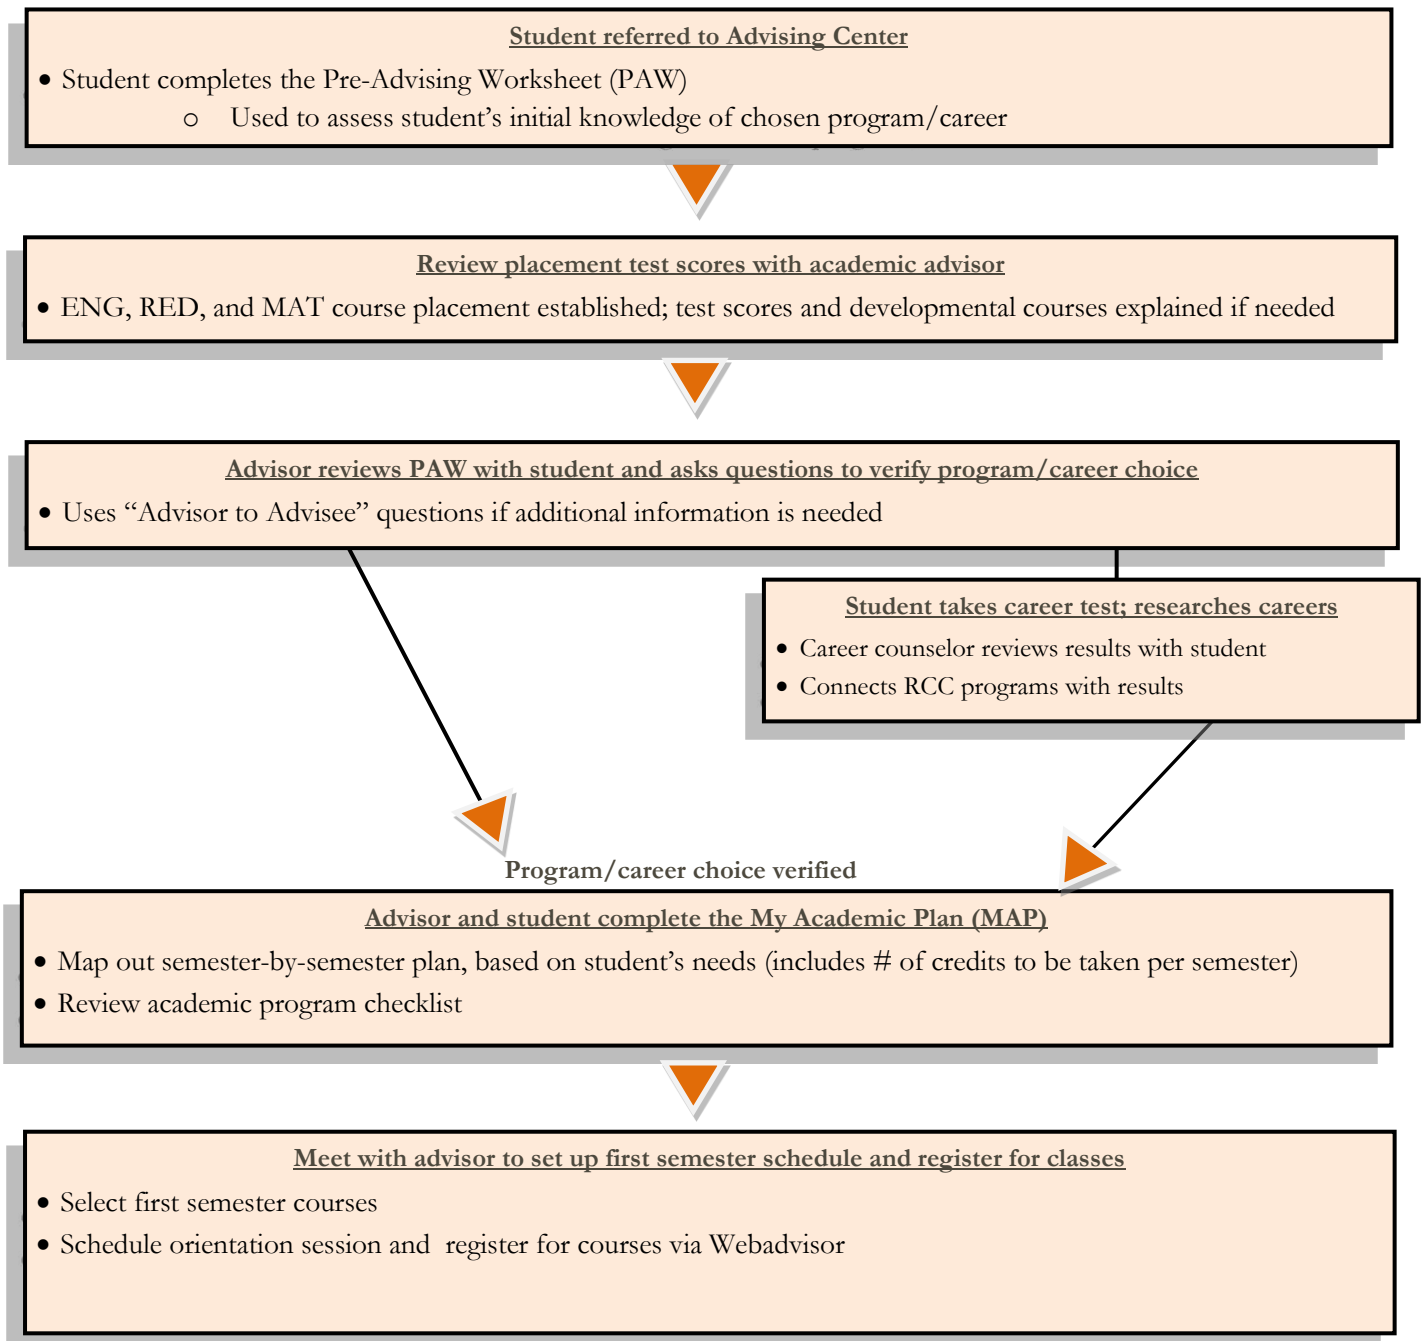 Student referred to Advising Center
• Student completes the Pre-Advising Worksheet (PAW)
o Used to assess student’s initial knowledge of chosen program/career
Review placement test scores with academic advisor
• ENG, RED, and MAT course placement established; test scores and developmental courses explained if needed
Advisor reviews PAW with student and asks questions to verify program/career choice
• Uses “Advisor to Advisee” questions if additional information is needed
Student takes career test; researches careers
• Career counselor reviews results with student
• Connects RCC programs with results
Program/career choice verified
Advisor and student complete the My Academic Plan (MAP)
• Map out semester-by-semester plan, based on student’s needs (includes # of credits to be taken per semester)
• Review academic program checklist
Meet with advisor to set up first semester schedule and register for classes
• Select first semester courses
• Schedule orientation session and register for courses via Webadvisor